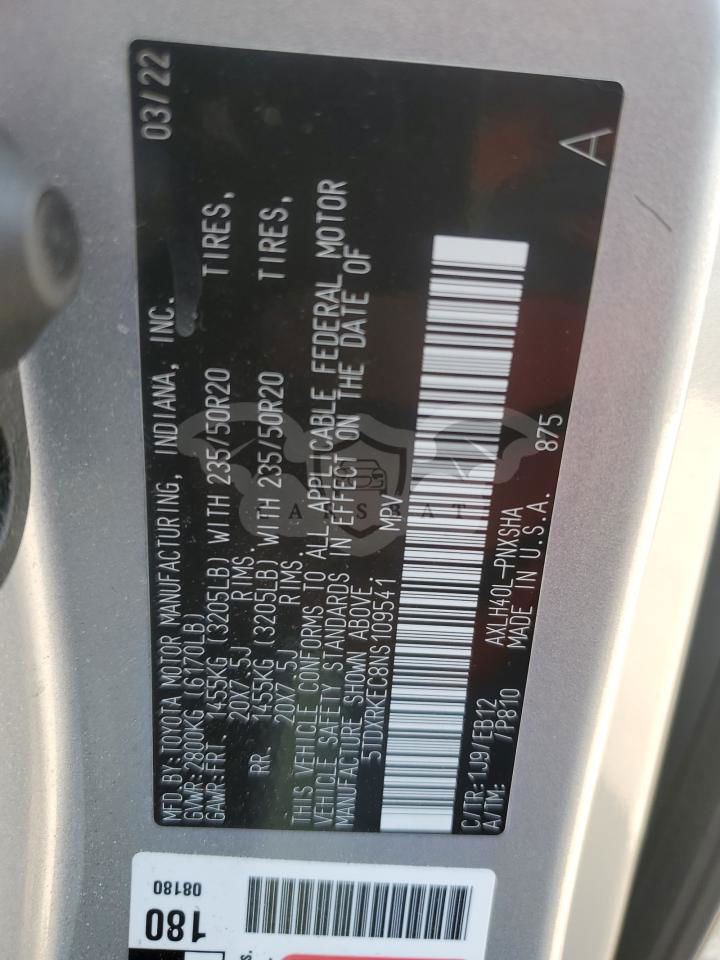 MFD.BY:TOYOTA MOTOR MANUFACTURING, INDIANA, INC. 03/22
GVWR:2800KG (6170LB)
GAWR:FRT 1455KG (3205LB) WITH 235/50R20 TIRES,
20X7.5J RIMS.
RR. 1455KG (3205LB) WITH 235/50R20 TIRES,
20X7.5J RIMS.
THIS VEHICLE CONFORMS TO ALL APPLICABLE FEDERAL MOTOR
VEHICLE SAFETY STANDARDS IN EFFECT ON THE DATE OF
MANUFACTURE SHOWN ABOVE.
5TDXRKEC8NS109541 MPV
C/TR:1J9/EB12 AXLH40L-PNXSHA
A/TM: /P810 MADE IN U.S.A. 875
A
CARSBAT
180
08180